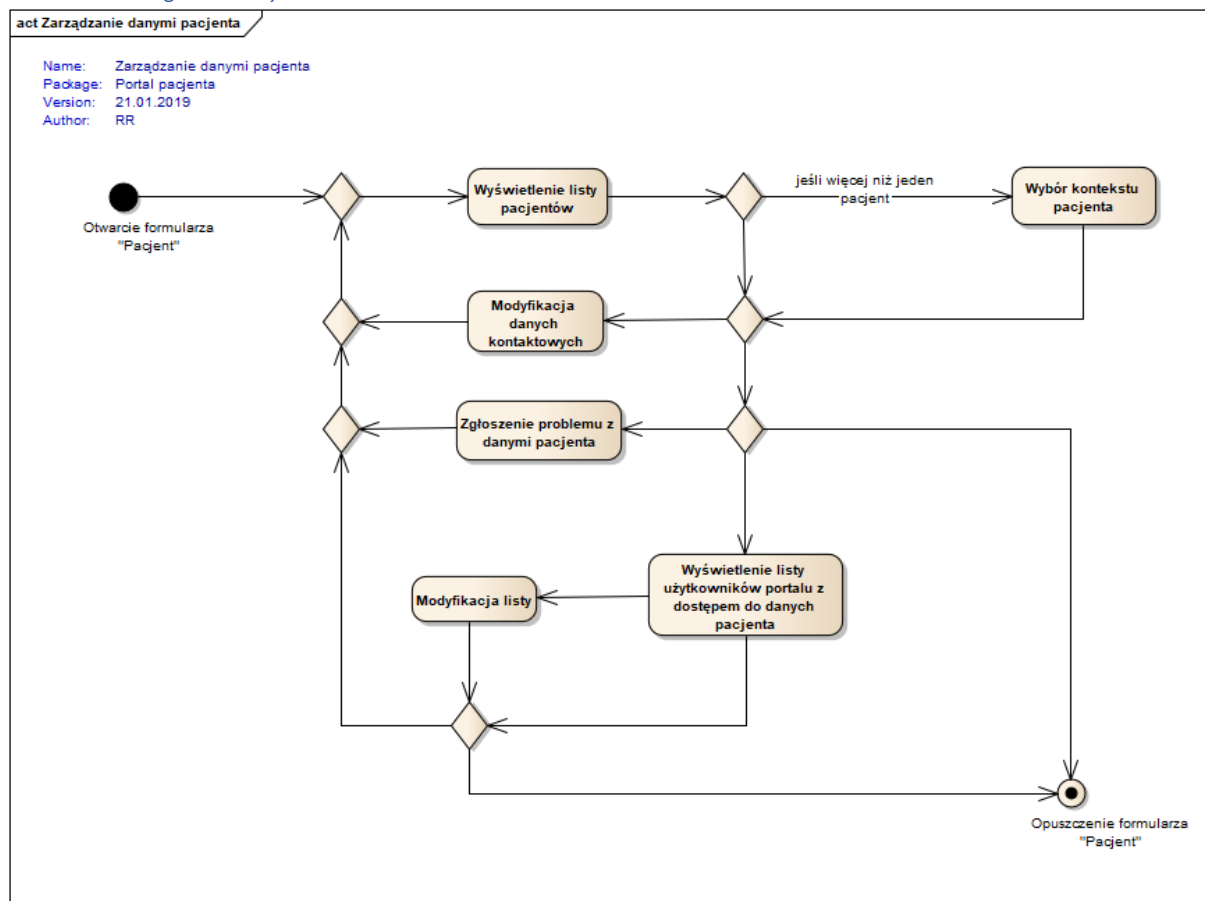 act Zarządzanie danymi pacjenta
Name: Zarządzanie danymi pacjenta
Package: Portal pacjenta
Version: 21.01.2019
Author: RR
Otwarcie formularza
"Pacjent"
Wyświetlenie listy
pacjentów
jeśli więcej niż jeden
pacjent
Wybór kontekstu
pacjenta
Modyfikacja
danych
kontaktowych
Zgłoszenie problemu z
danymi pacjenta
Wyświetlenie listy
użytkowników portalu z
dostępem do danych
pacjenta
Modyfikacja listy
Opuszczenie formularza
"Pacjent"